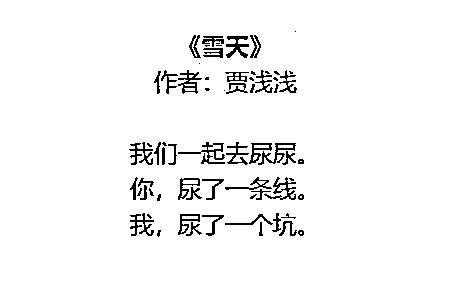 《雪天》
作者：贾浅浅
我们一起去尿尿。
你，尿了一条线。
我，尿了一个坑。